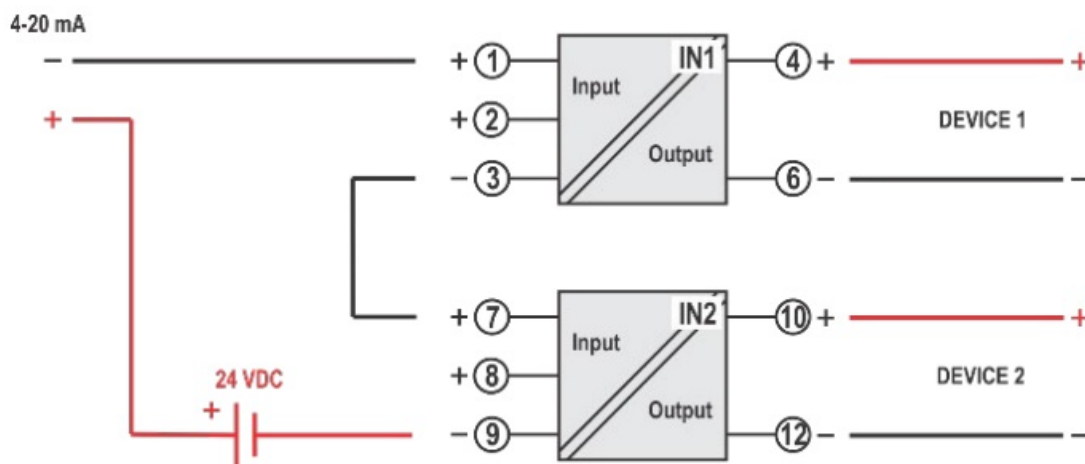 4-20 mA
− + 1 IN1 4 + +
Input
+ + 2 DEVICE 1
Output
− 3 6 − −
+ 7 IN2 10 + +
Input
24 VDC + 8 DEVICE 2
+ Output
− 9 12 − −